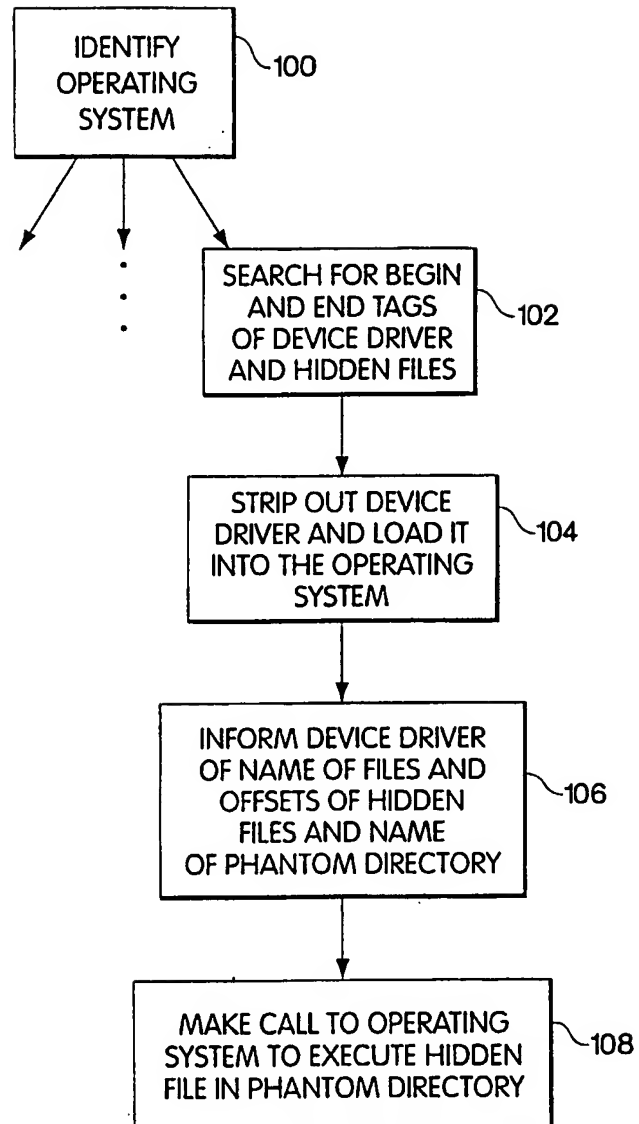 IDENTIFY
OPERATING
SYSTEM
100
SEARCH FOR BEGIN
AND END TAGS
OF DEVICE DRIVER
AND HIDDEN FILES
102
STRIP OUT DEVICE
DRIVER AND LOAD IT
INTO THE OPERATING
SYSTEM
104
INFORM DEVICE DRIVER
OF NAME OF FILES AND
OFFSETS OF HIDDEN
FILES AND NAME
OF PHANTOM DIRECTORY
106
MAKE CALL TO OPERATING
SYSTEM TO EXECUTE HIDDEN
FILE IN PHANTOM DIRECTORY
108